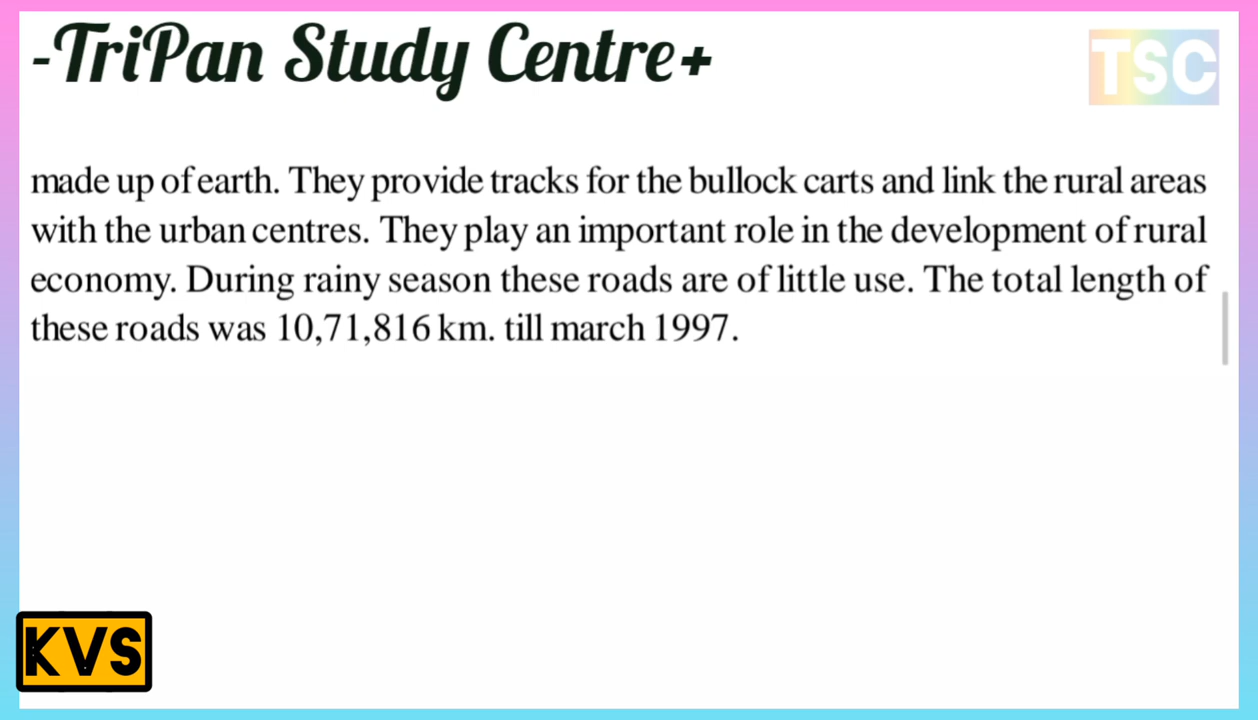 -TriPan Study Centre+
TSC
made up of earth. They provide tracks for the bullock carts and link the rural areas
with the urban centres. They play an important role in the development of rural
economy. During rainy season these roads are of little use. The total length of
these roads was 10,71,816 km. till march 1997.
KVS